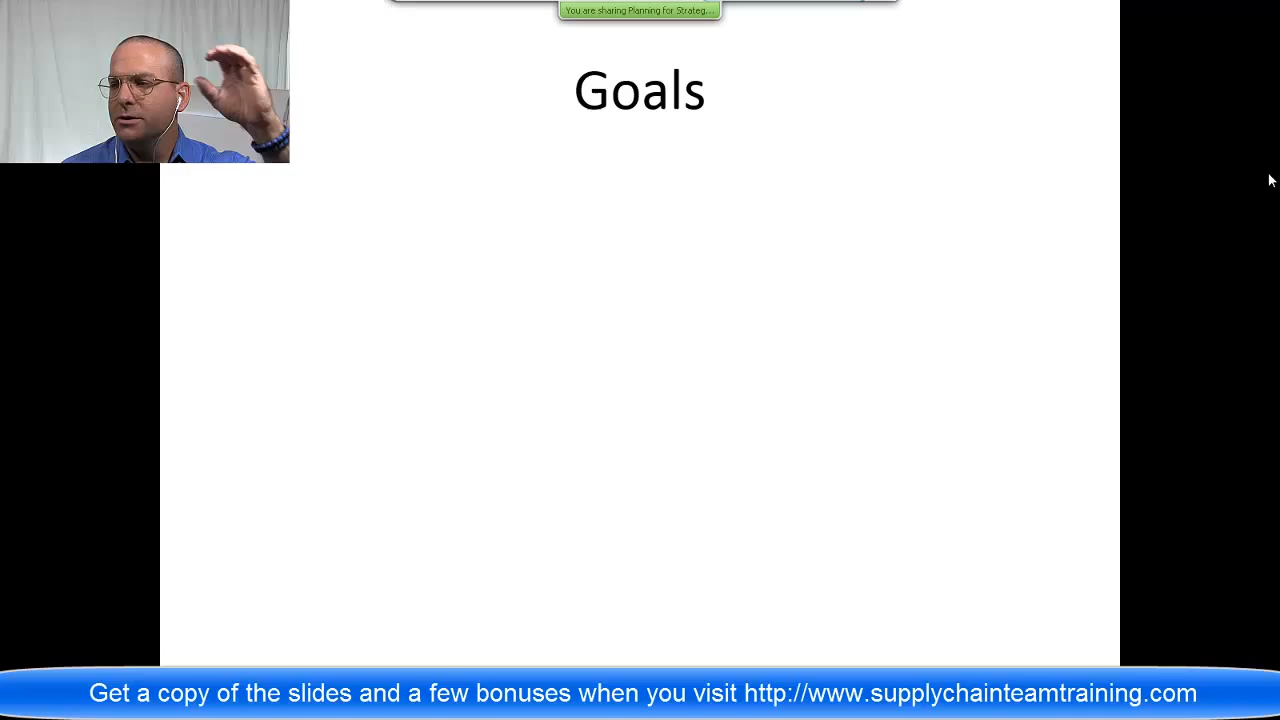 You are sharing Planning for Strateg...
Goals
Get a copy of the slides and a few bonuses when you visit http://www.supplychainteamtraining.com